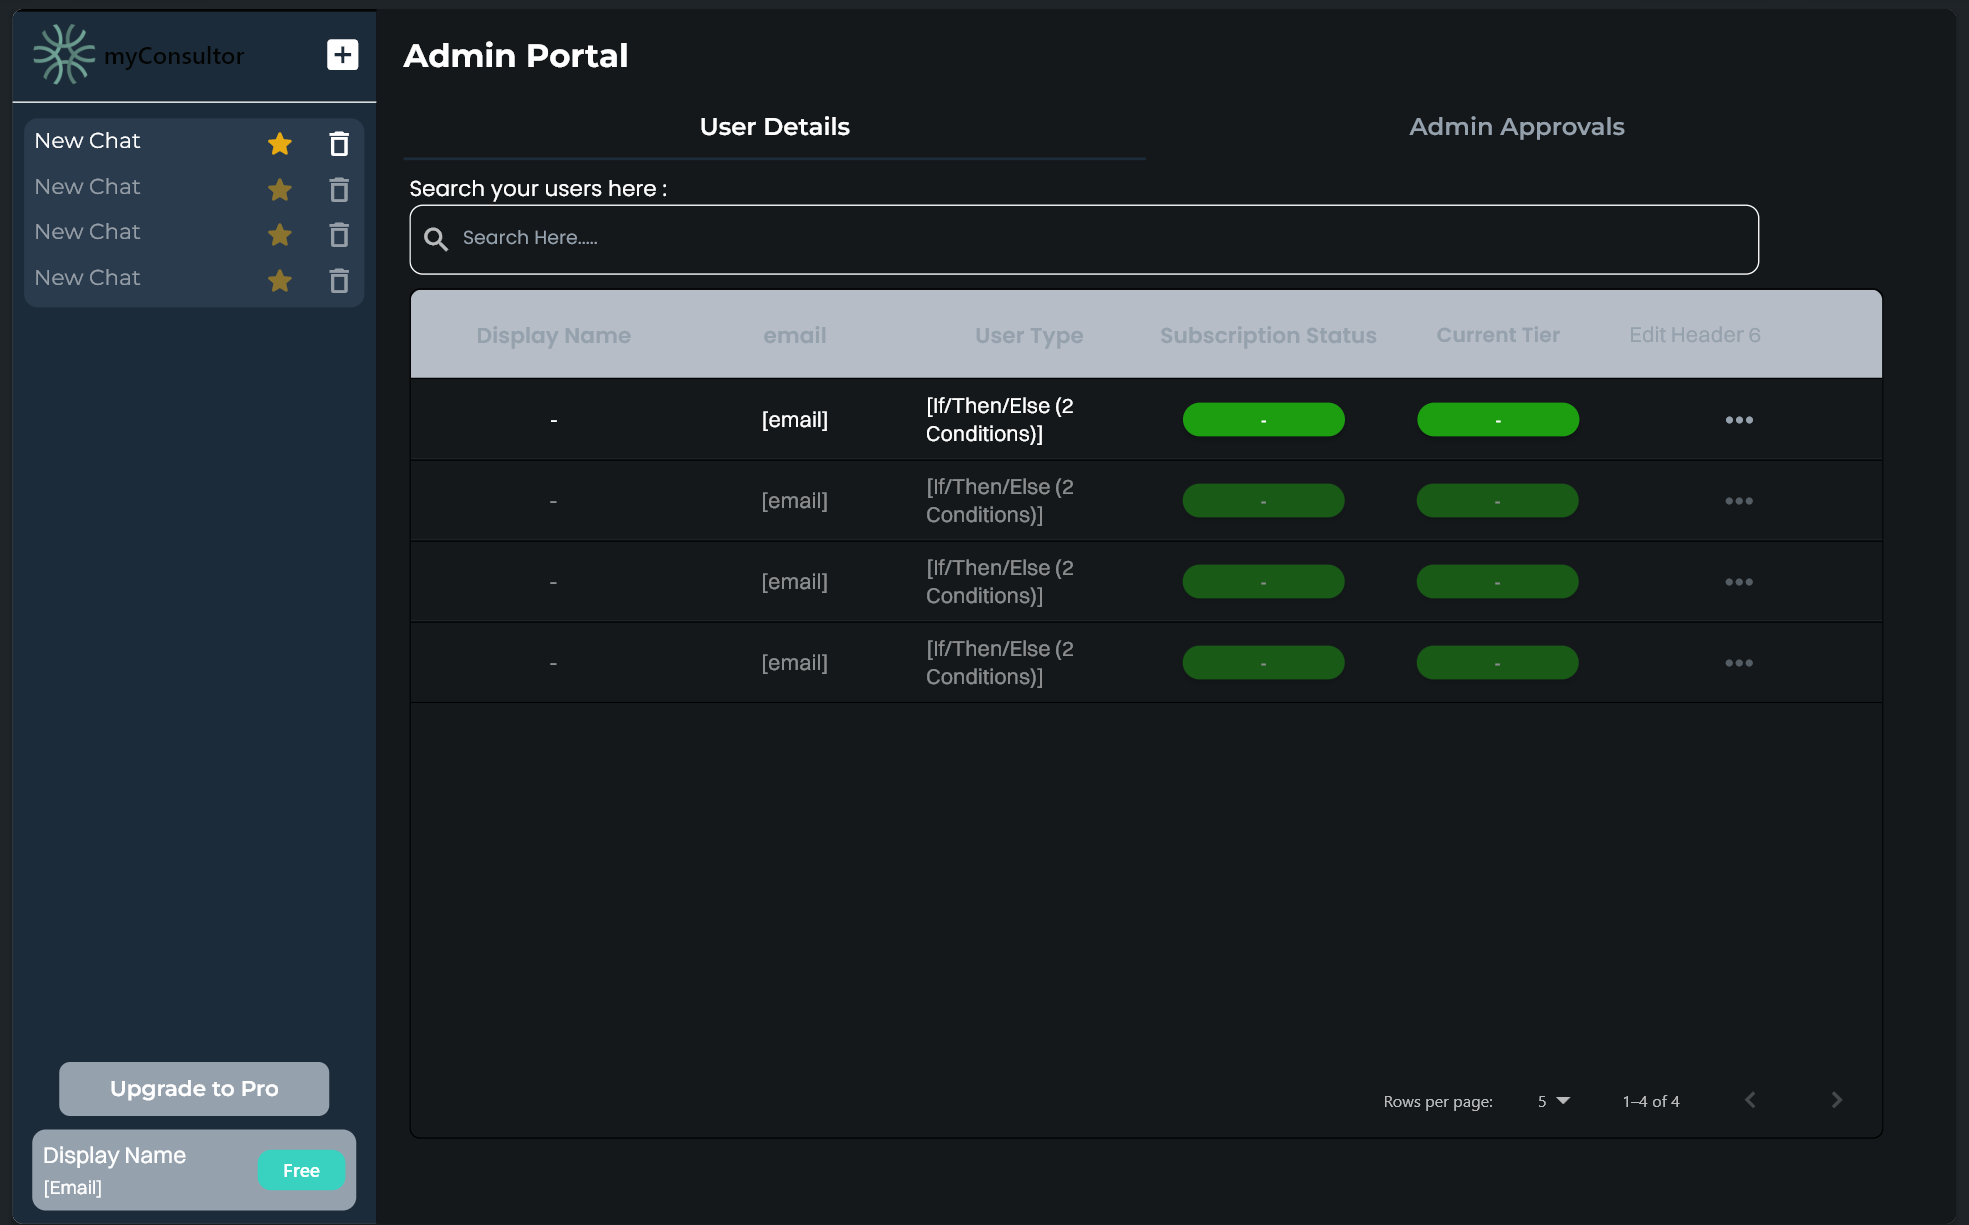 myConsultor
New Chat
New Chat
New Chat
New Chat
Upgrade to Pro
Display Name
[Email]
Free
Admin Portal
User Details
Admin Approvals
Search your users here :
Search Here.....
Display Name email User Type Subscription Status Current Tier Edit Header 6
- [email] [If/Then/Else (2
Conditions)] - -
- [email] [If/Then/Else (2
Conditions)] - -
- [email] [If/Then/Else (2
Conditions)] - -
- [email] [If/Then/Else (2
Conditions)] - -
Rows per page: 5 1–4 of 4